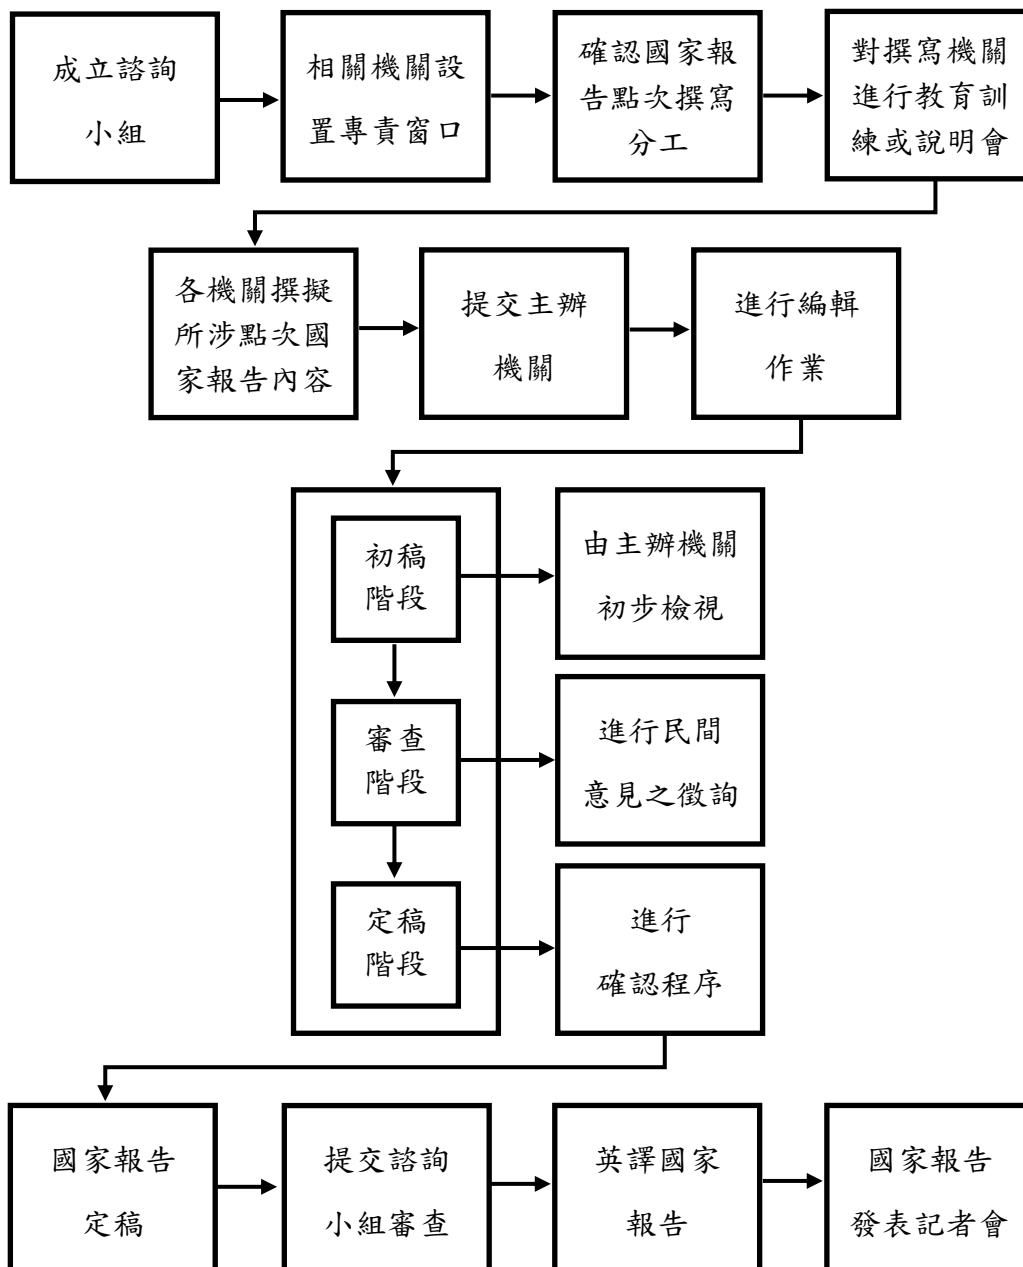 成立諮詢
小組
相關機關設
置專責窗口
確認國家報
告點次撰寫
分工
對撰寫機關
進行教育訓
練或說明會
各機關撰擬
所涉點次國
家報告內容
提交主辦
機關
進行編輯
作業
初稿
階段
由主辦機關
初步檢視
審查
階段
進行民間
意見之徵詢
定稿
階段
進行
確認程序
國家報告
定稿
提交諮詢
小組審查
英譯國家
報告
國家報告
發表記者會